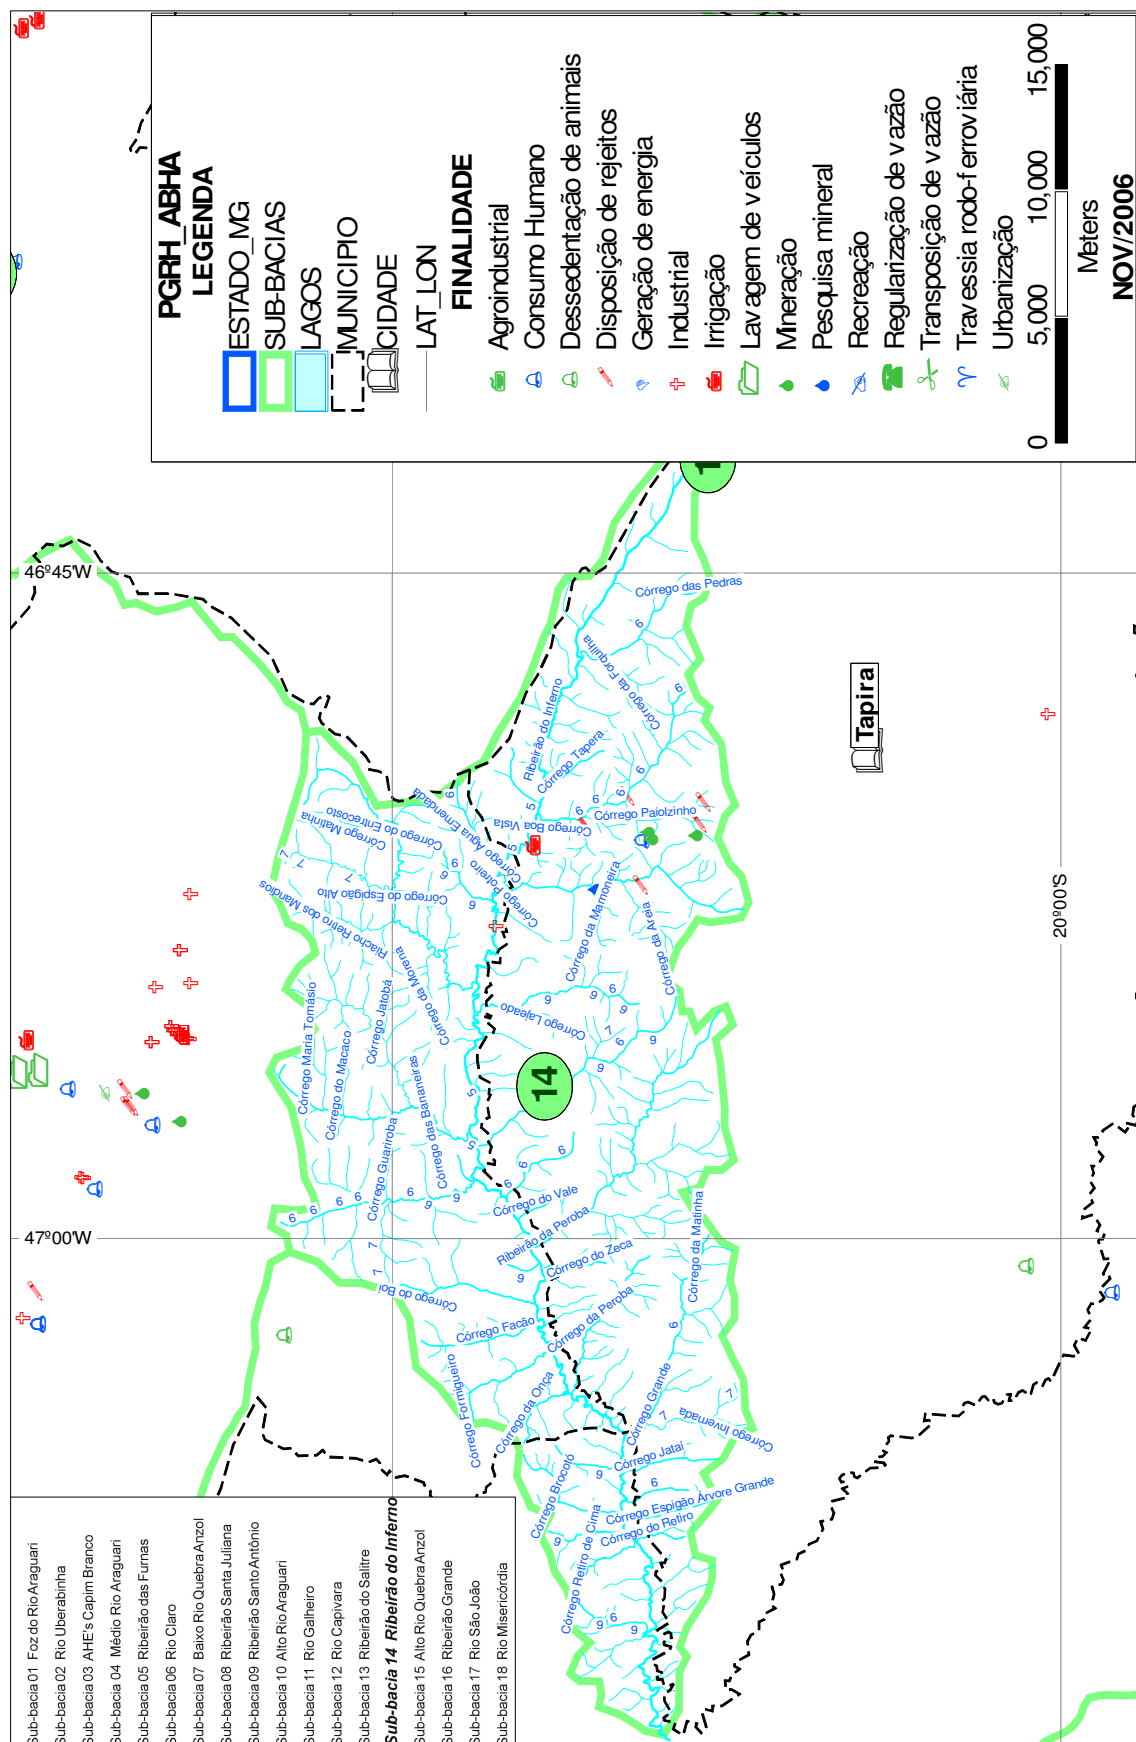 PGRH_ABHA
LEGENDA
ESTADO_MG
SUB-BACIAS
LAGOS
MUNICIPIO
CIDADE
LAT_LON
FINALIDADE
Agroindustrial
Consumo Humano
Dessedentação de animais
Disposição de rejeitos
Geração de energia
Industrial
Irrigação
Lavagem de veículos
Mineração
Pesquisa mineral
Recreação
Regularização de vazão
Transposição de vazão
Travessia rodo-ferroviária
Urbanização
0 5,000 10,000 15,000
Meters
NOV/2006
46º45'W
47º00'W
20º00'S
Tapira
14
Córrego das Pedras
Córrego da Forquilha
Ribeirão do Inferno
Córrego Tapera
Córrego Paiolzinho
Córrego Boa Vista
Córrego Água Emendada
Córrego do Entrecosto
Córrego Matinha
Córrego Potreiro
Córrego do Espigão Alto
Riacho Retiro dos Mandios
Córrego da Mamoneira
Córrego da Areia
Córrego da Morena
Córrego Lajeado
Córrego Jatobá
Córrego Maria Tomásio
Córrego do Macaco
Córrego das Bananeiras
Córrego Guariroba
Córrego do Vale
Ribeirão da Peroba
Córrego do Zeca
Córrego da Matinha
Córrego do Boi
Córrego Facão
Córrego da Peroba
Córrego Formigueiro
Córrego da Onça
Córrego Grande
Córrego Invernada
Córrego Jataí
Córrego Brocotó
Córrego Espigão Árvore Grande
Córrego do Retiro
Córrego Retiro de Cima
Sub-bacia 01 Foz do Rio Araguari
Sub-bacia 02 Rio Uberabinha
Sub-bacia 03 AHE's Capim Branco
Sub-bacia 04 Médio Rio Araguari
Sub-bacia 05 Ribeirão das Furnas
Sub-bacia 06 Rio Claro
Sub-bacia 07 Baixo Rio Quebra Anzol
Sub-bacia 08 Ribeirão Santa Juliana
Sub-bacia 09 Ribeirão Santo Antônio
Sub-bacia 10 Alto Rio Araguari
Sub-bacia 11 Rio Galheiro
Sub-bacia 12 Rio Capivara
Sub-bacia 13 Ribeirão do Salitre
Sub-bacia 14 Ribeirão do Inferno
Sub-bacia 15 Alto Rio Quebra Anzol
Sub-bacia 16 Ribeirão Grande
Sub-bacia 17 Rio São João
Sub-bacia 18 Rio Misericórdia